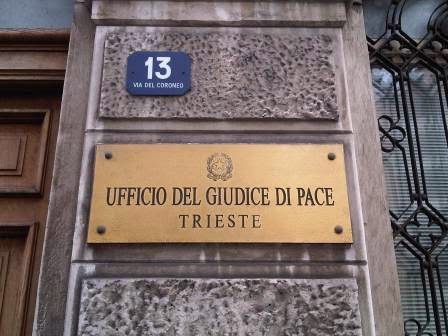 13
VIA DEL CORONEO
UFFICIO DEL GIUDICE DI PACE
TRIESTE